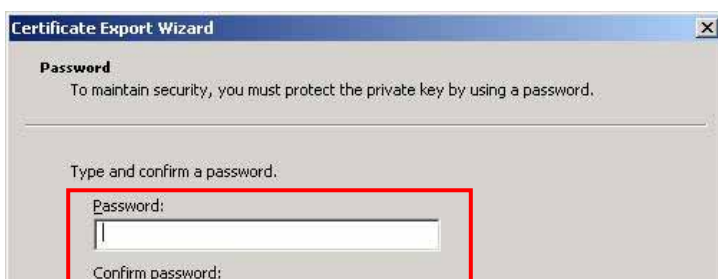 Certificate Export Wizard
Password
To maintain security, you must protect the private key by using a password.
Type and confirm a password.
Password:
Confirm password: